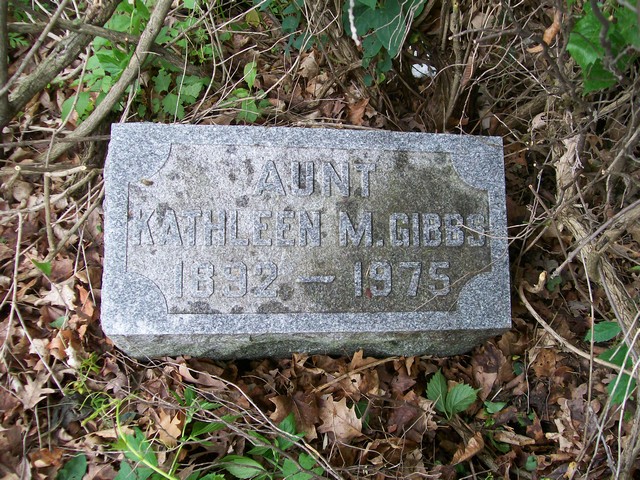 AUNT
KATHLEEN M. GIBBS
1892 — 1975